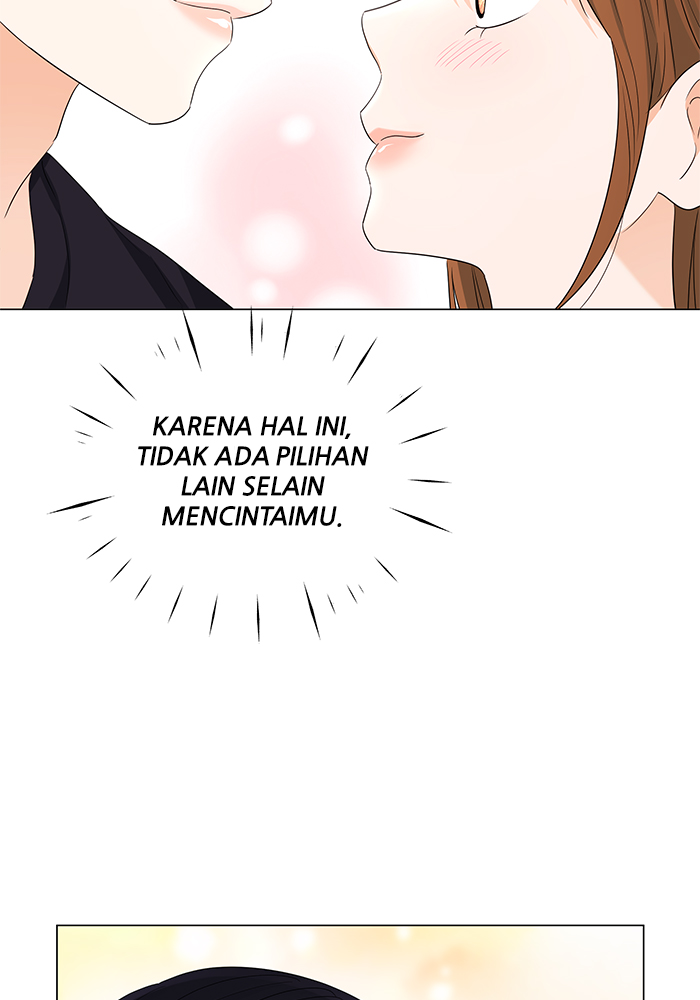 KARENA HAL INI,
TIDAK ADA PILIHAN
LAIN SELAIN
MENCINTAIMU.